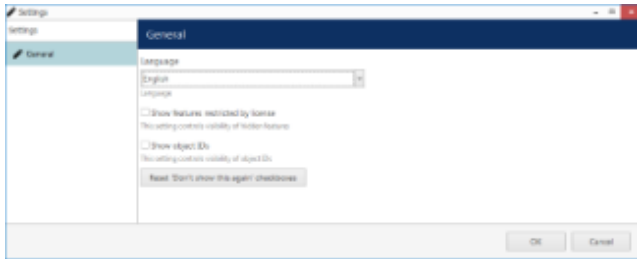 Settings
Settings
General
General
Language
English
Language
Show features restricted by license
This setting controls visibility of hidden features
Show object IDs
This setting controls visibility of object IDs
Reset 'Don't show this again' checkboxes
OK
Cancel